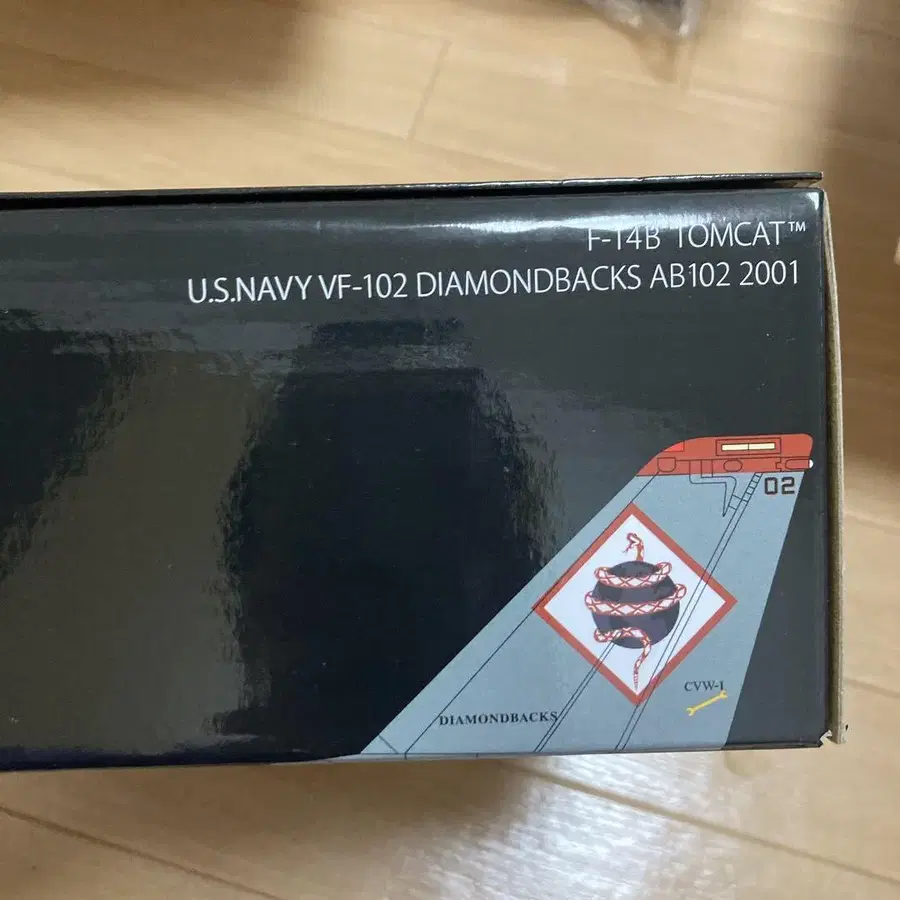 F-14B TOMCAT™
U.S.NAVY VF-102 DIAMONDBACKS AB102 2001
02
CVW-1
DIAMONDBACKS